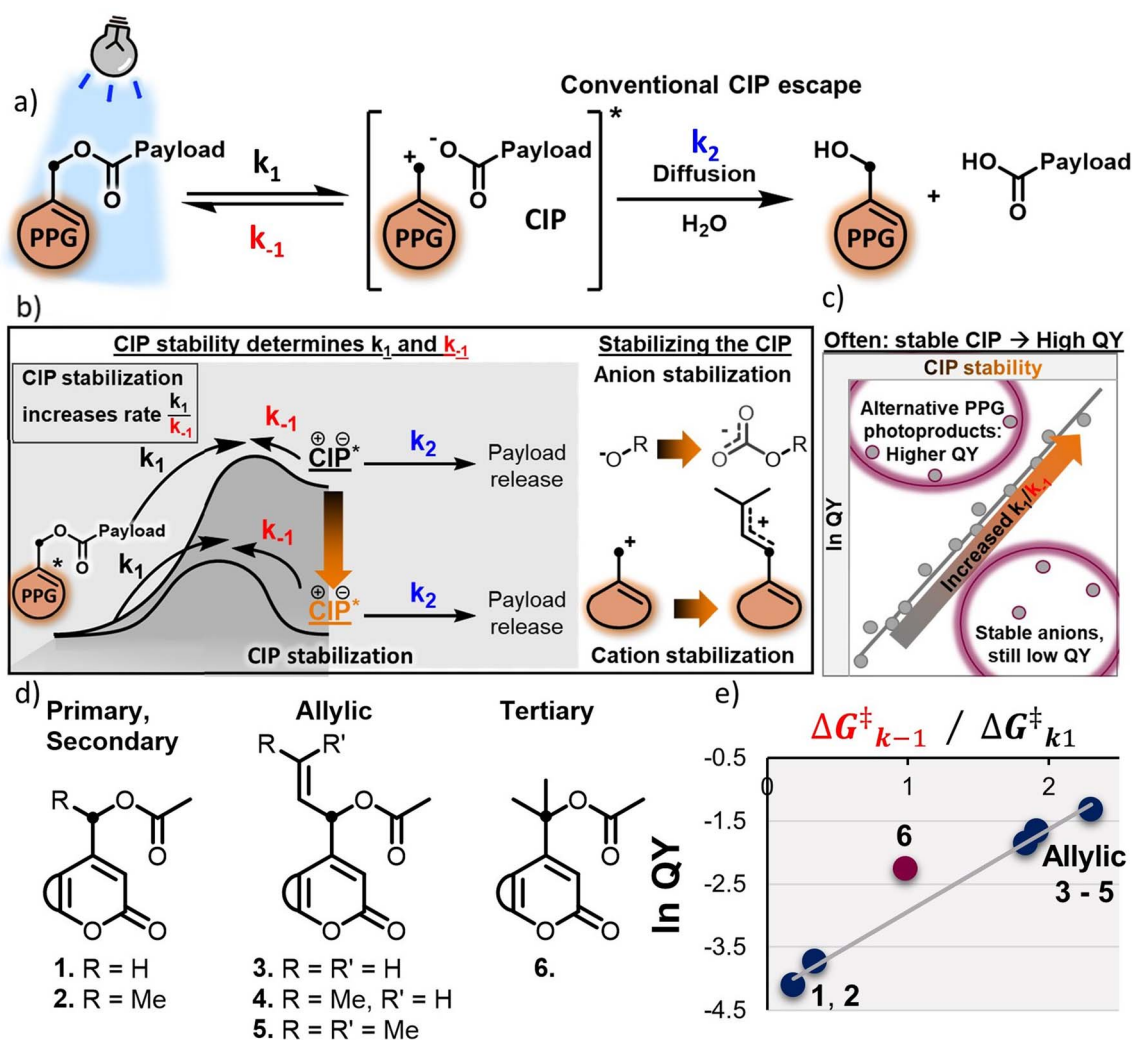 a)
Conventional CIP escape
O
Payload
O
PPG
k1
k-1
+
-O
Payload
O
PPG
CIP
*
k2
Diffusion
H2O
HO
PPG
+
HO
Payload
O
b)
CIP stability determines k1 and k-1
CIP stabilization
increases rate k1/k-1
k1
k-1
⊕ ⊖
CIP*
k2
Payload
release
O
Payload
O
*
PPG
k1
k-1
⊕ ⊖
CIP*
k2
Payload
release
CIP stabilization
Stabilizing the CIP
Anion stabilization
-O
R
-
O
O
O
R
+
+
Cation stabilization
c)
Often: stable CIP → High QY
CIP stability
Alternative PPG
photoproducts:
Higher QY
ln QY
Increased k1/k-1
Stable anions,
still low QY
d)
Primary,
Secondary
R
O
O
O
O
1. R = H
2. R = Me
Allylic
R
R'
O
O
O
O
3. R = R' = H
4. R = Me, R' = H
5. R = R' = Me
Tertiary
O
O
O
O
6.
e)
ΔG‡k−1 / ΔG‡k1
-0.5
0
1
2
-1.5
6
Allylic
3 - 5
-2.5
ln QY
-3.5
1, 2
-4.5